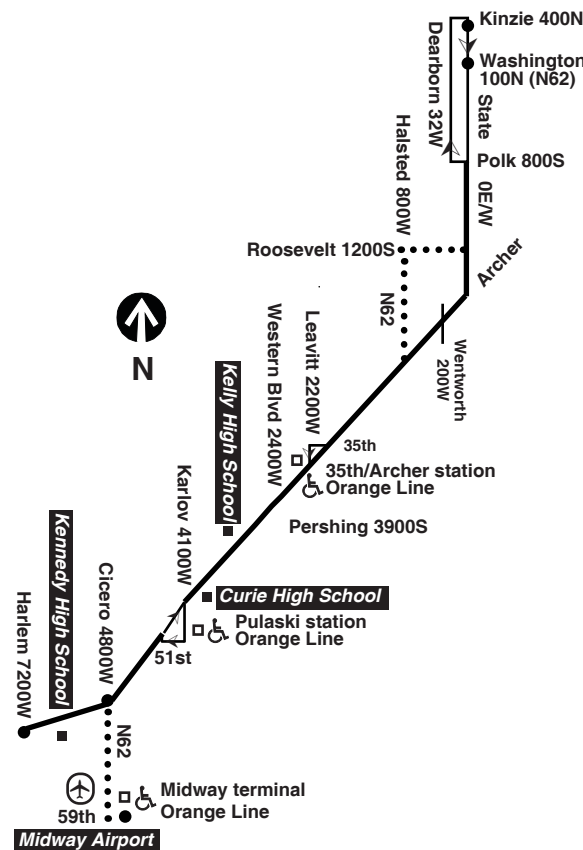 Kinzie 400N
Washington
100N (N62)
Dearborn 32W
State
Polk 800S
0E/W
Halsted 800W
Roosevelt 1200S
Archer
N62
Wentworth
200W
N
Leavitt 2200W
Western Blvd 2400W
35th
35th/Archer station
Orange Line
Kelly High School
Pershing 3900S
Karlov 4100W
Curie High School
Pulaski station
Orange Line
51st
Kennedy High School
Cicero 4800W
Harlem 7200W
N62
Midway terminal
Orange Line
59th
Midway Airport